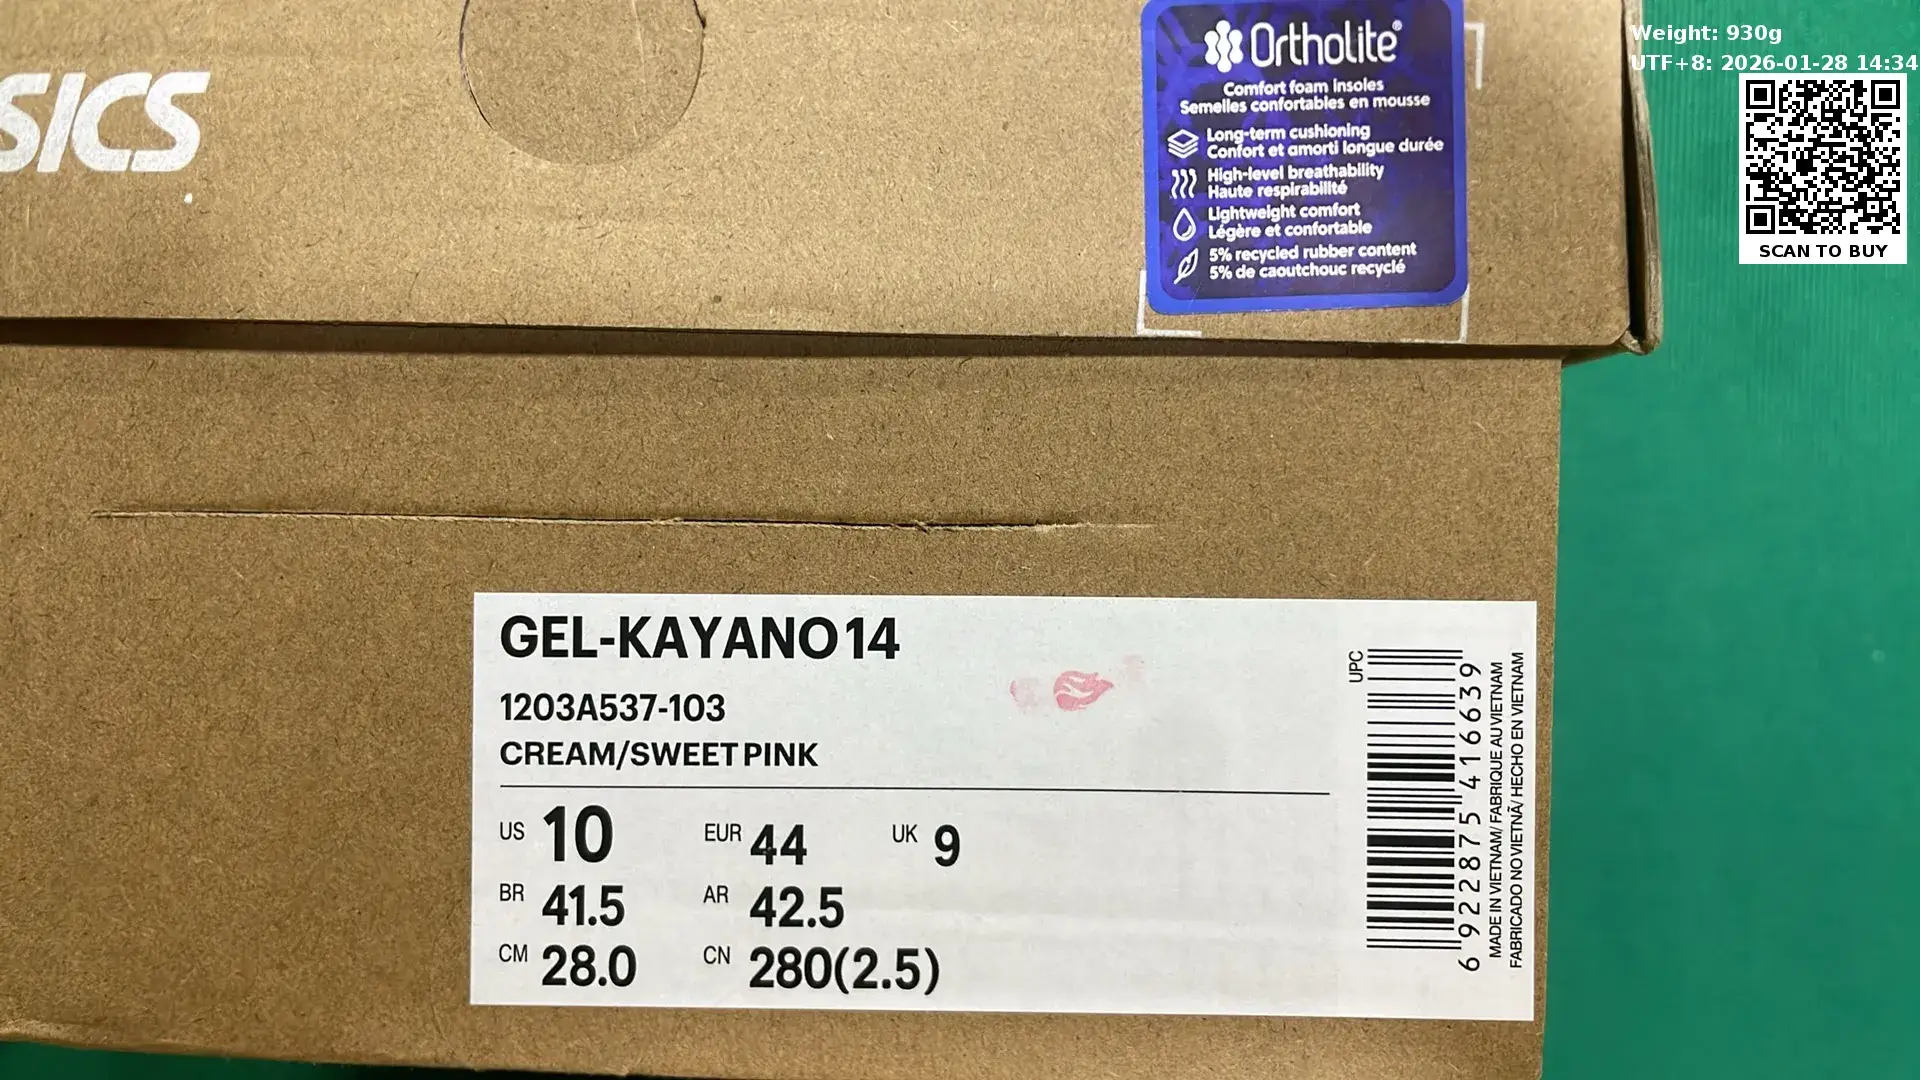 Weight: 930g
UTF+8: 2026-01-28 14:34
SCAN TO BUY
SICS
Ortholite®
Comfort foam insoles
Semelles confortables en mousse
Long-term cushioning
Confort et amorti longue durée
High-level breathability
Haute respirabilité
Lightweight comfort
Légère et confortable
5% recycled rubber content
5% de caoutchouc recyclé
GEL-KAYANO 14
1203A537-103
CREAM/SWEET PINK
US 10 EUR 44 UK 9
BR 41.5 AR 42.5
CM 28.0 CN 280(2.5)
UPC
6 922875 416639
MADE IN VIETNAM/ FABRIQUE AU VIETNAM
FABRICADO NO VIETNÃ/ HECHO EN VIETNAM